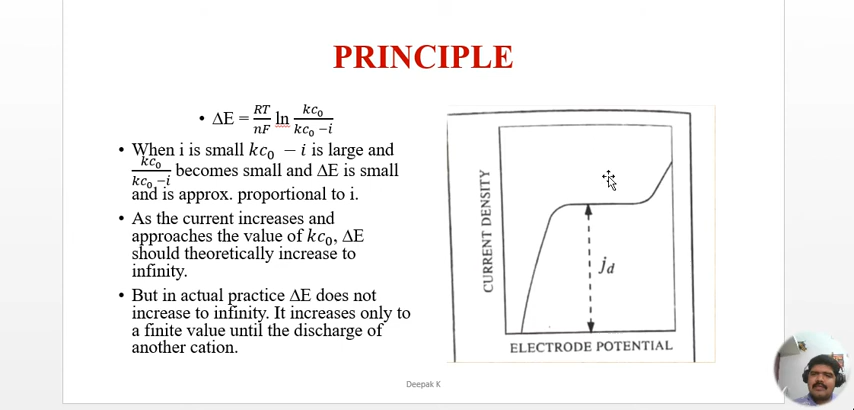 PRINCIPLE
• ΔE = RT/nF ln kc₀/(kc₀ −i)
• When i is small kc₀ − i is large and
kc₀/(kc₀ −i) becomes small and ΔE is small
and is approx. proportional to i.
• As the current increases and
approaches the value of kc₀, ΔE
should theoretically increase to
infinity.
• But in actual practice ΔE does not
increase to infinity. It increases only to
a finite value until the discharge of
another cation.
CURRENT DENSITY
jd
ELECTRODE POTENTIAL
Deepak K